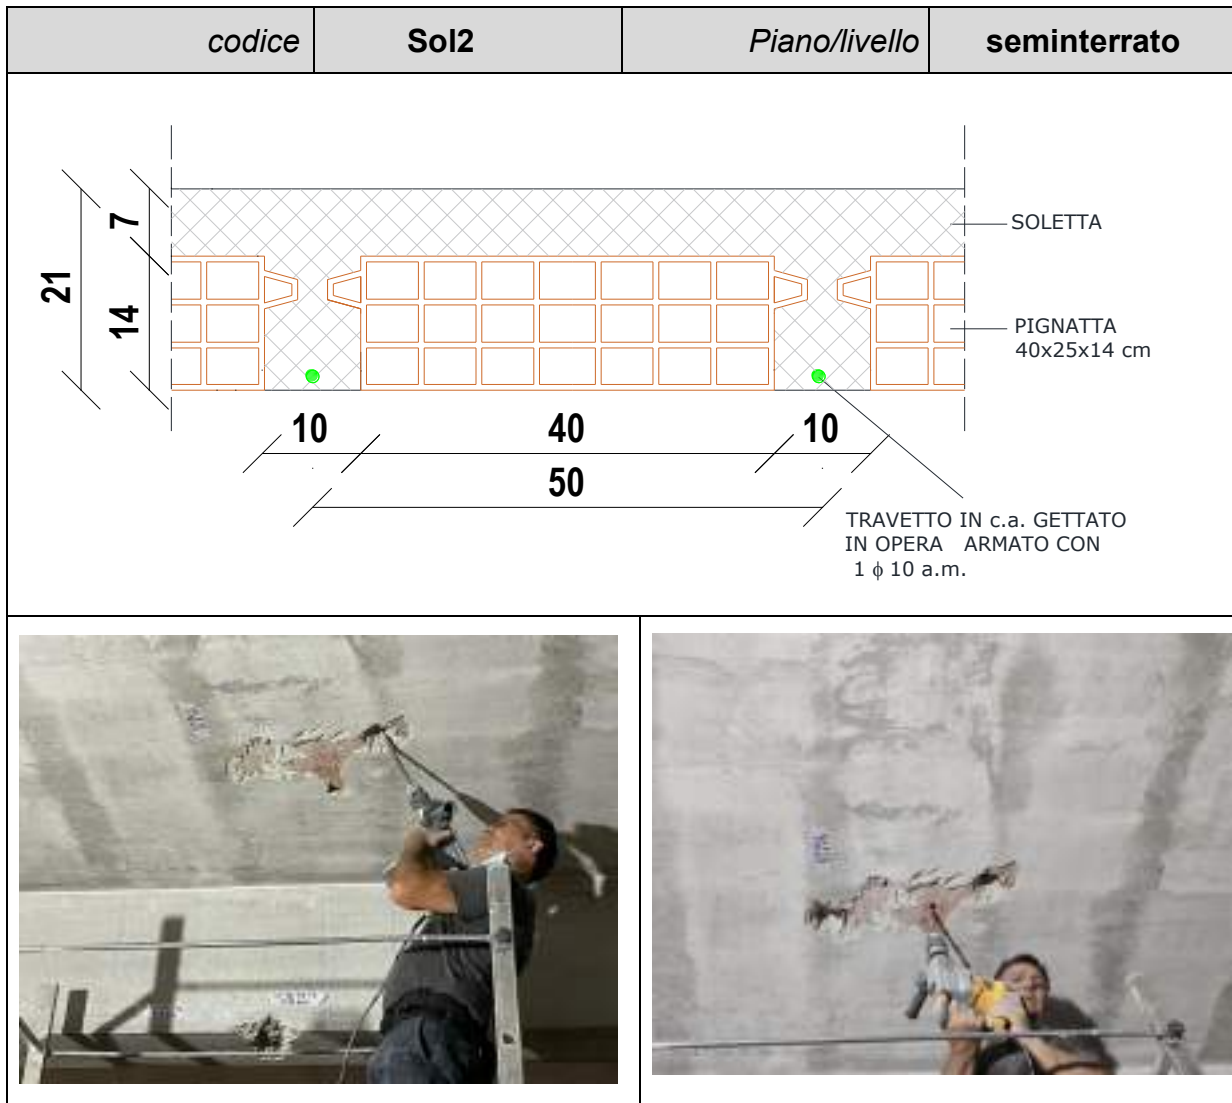 codice Sol2 Piano/livello seminterrato
7
21
14
SOLETTA
PIGNATTA
40x25x14 cm
10 40 10
50
TRAVETTO IN c.a. GETTATO
IN OPERA ARMATO CON
1 ϕ 10 a.m.